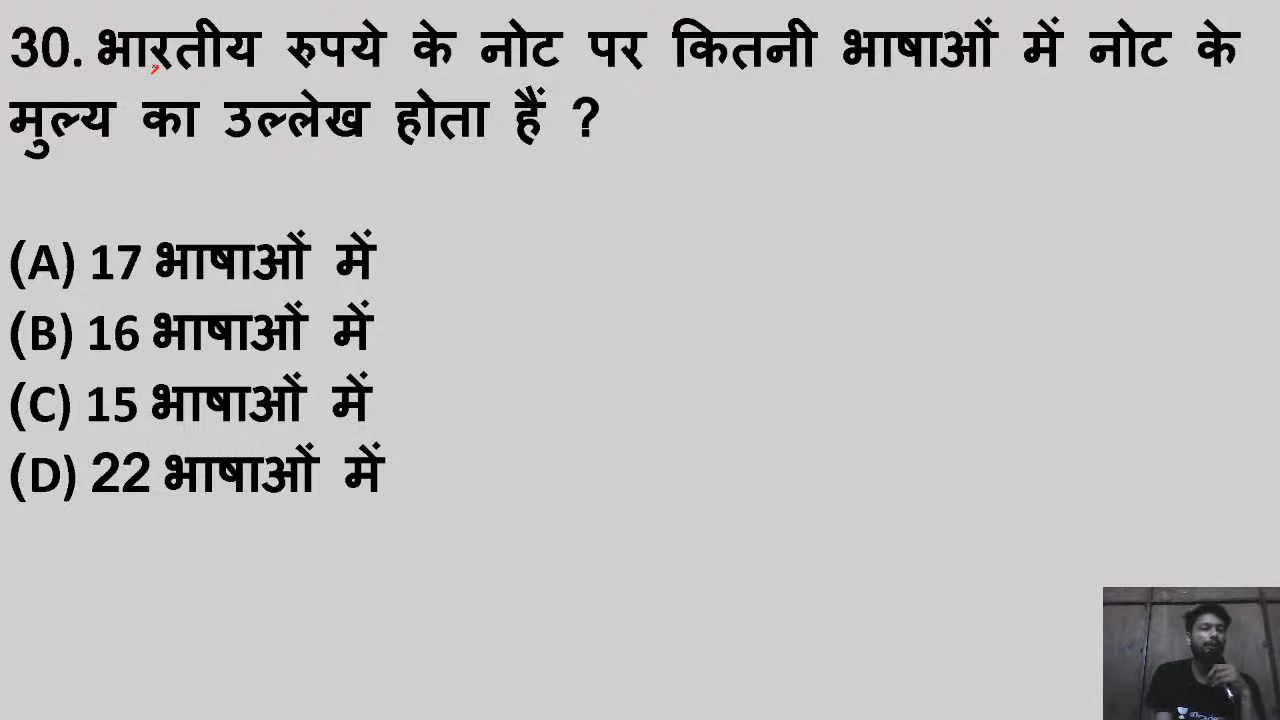 30. भारतीय रुपये के नोट पर कितनी भाषाओं में नोट के
मुल्य का उल्लेख होता हैं ?
(A) 17 भाषाओं में
(B) 16 भाषाओं में
(C) 15 भाषाओं में
(D) 22 भाषाओं में